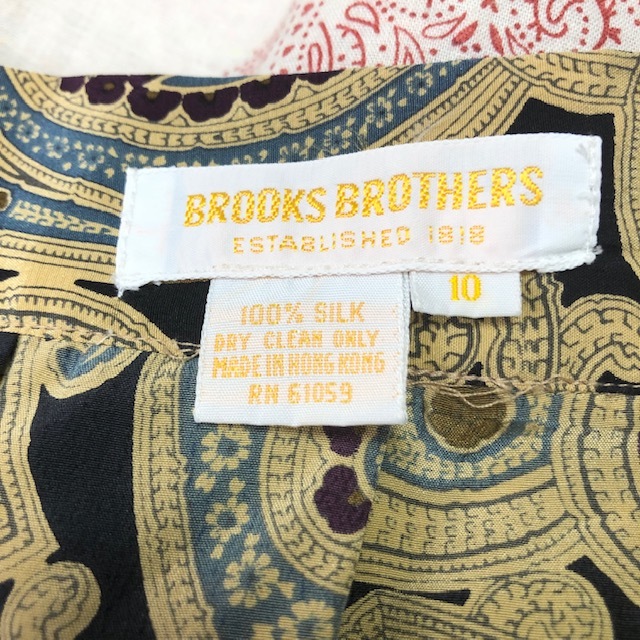 BROOKS BROTHERS
ESTABLISHED 1818
10
100% SILK
DRY CLEAN ONLY
MADE IN HONG KONG
RN 61059